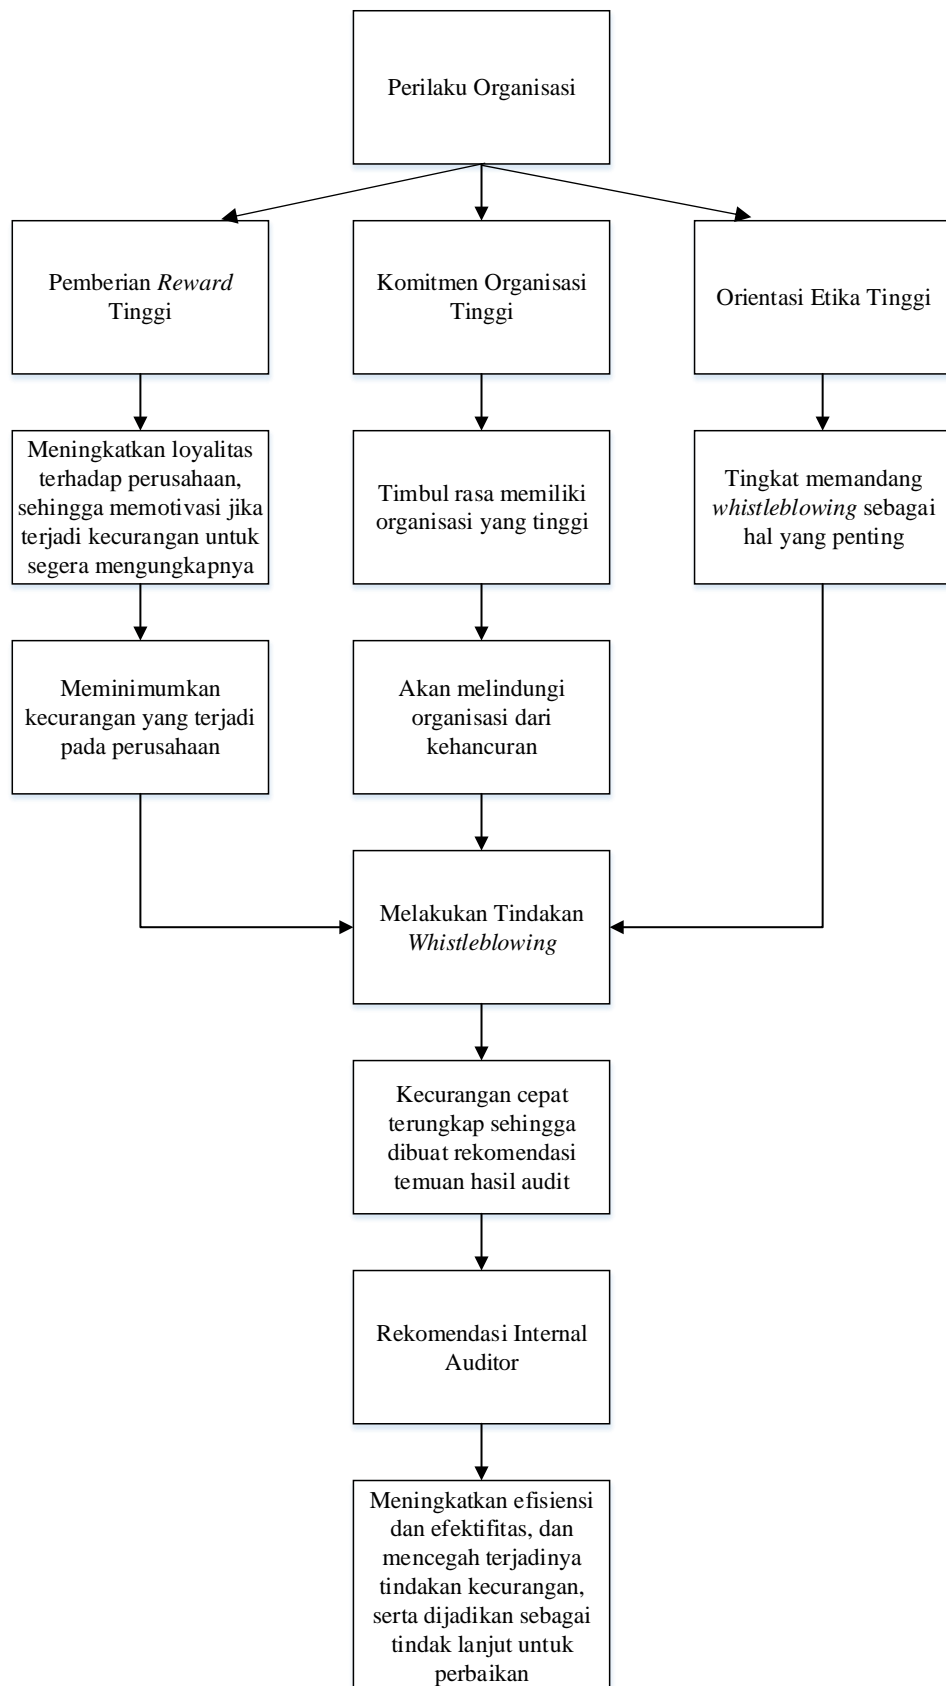 Perilaku Organisasi
Pemberian Reward
Tinggi
Komitmen Organisasi
Tinggi
Orientasi Etika Tinggi
Meningkatkan loyalitas
terhadap perusahaan,
sehingga memotivasi jika
terjadi kecurangan untuk
segera mengungkapnya
Timbul rasa memiliki
organisasi yang tinggi
Tingkat memandang
whistleblowing sebagai
hal yang penting
Meminimumkan
kecurangan yang terjadi
pada perusahaan
Akan melindungi
organisasi dari
kehancuran
Melakukan Tindakan
Whistleblowing
Kecurangan cepat
terungkap sehingga
dibuat rekomendasi
temuan hasil audit
Rekomendasi Internal
Auditor
Meningkatkan efisiensi
dan efektifitas, dan
mencegah terjadinya
tindakan kecurangan,
serta dijadikan sebagai
tindak lanjut untuk
perbaikan